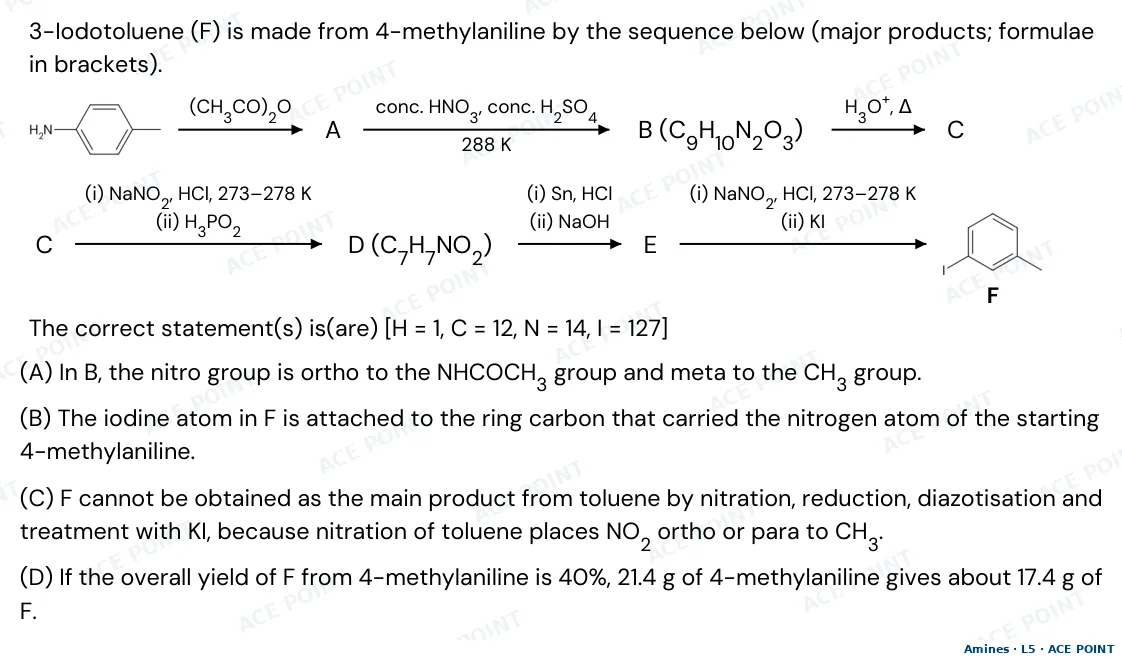 3-Iodotoluene (F) is made from 4-methylaniline by the sequence below (major products; formulae
in brackets).
H₂N (CH₃CO)₂O A conc. HNO₃, conc. H₂SO₄ 288 K B (C₉H₁₀N₂O₃) H₃O⁺, Δ C
C (i) NaNO₂, HCl, 273–278 K (ii) H₃PO₂ D (C₇H₇NO₂) (i) Sn, HCl (ii) NaOH E (i) NaNO₂, HCl, 273–278 K (ii) KI I
F
The correct statement(s) is(are) [H = 1, C = 12, N = 14, I = 127]
(A) In B, the nitro group is ortho to the NHCOCH₃ group and meta to the CH₃ group.
(B) The iodine atom in F is attached to the ring carbon that carried the nitrogen atom of the starting
4-methylaniline.
(C) F cannot be obtained as the main product from toluene by nitration, reduction, diazotisation and
treatment with KI, because nitration of toluene places NO₂ ortho or para to CH₃.
(D) If the overall yield of F from 4-methylaniline is 40%, 21.4 g of 4-methylaniline gives about 17.4 g of
F.
Amines · L5 · ACE POINT